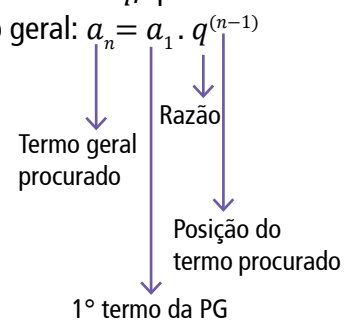 geral: aₙ = a₁ . q⁽ⁿ⁻¹⁾
Razão
Termo geral
procurado
Posição do
termo procurado
1° termo da PG